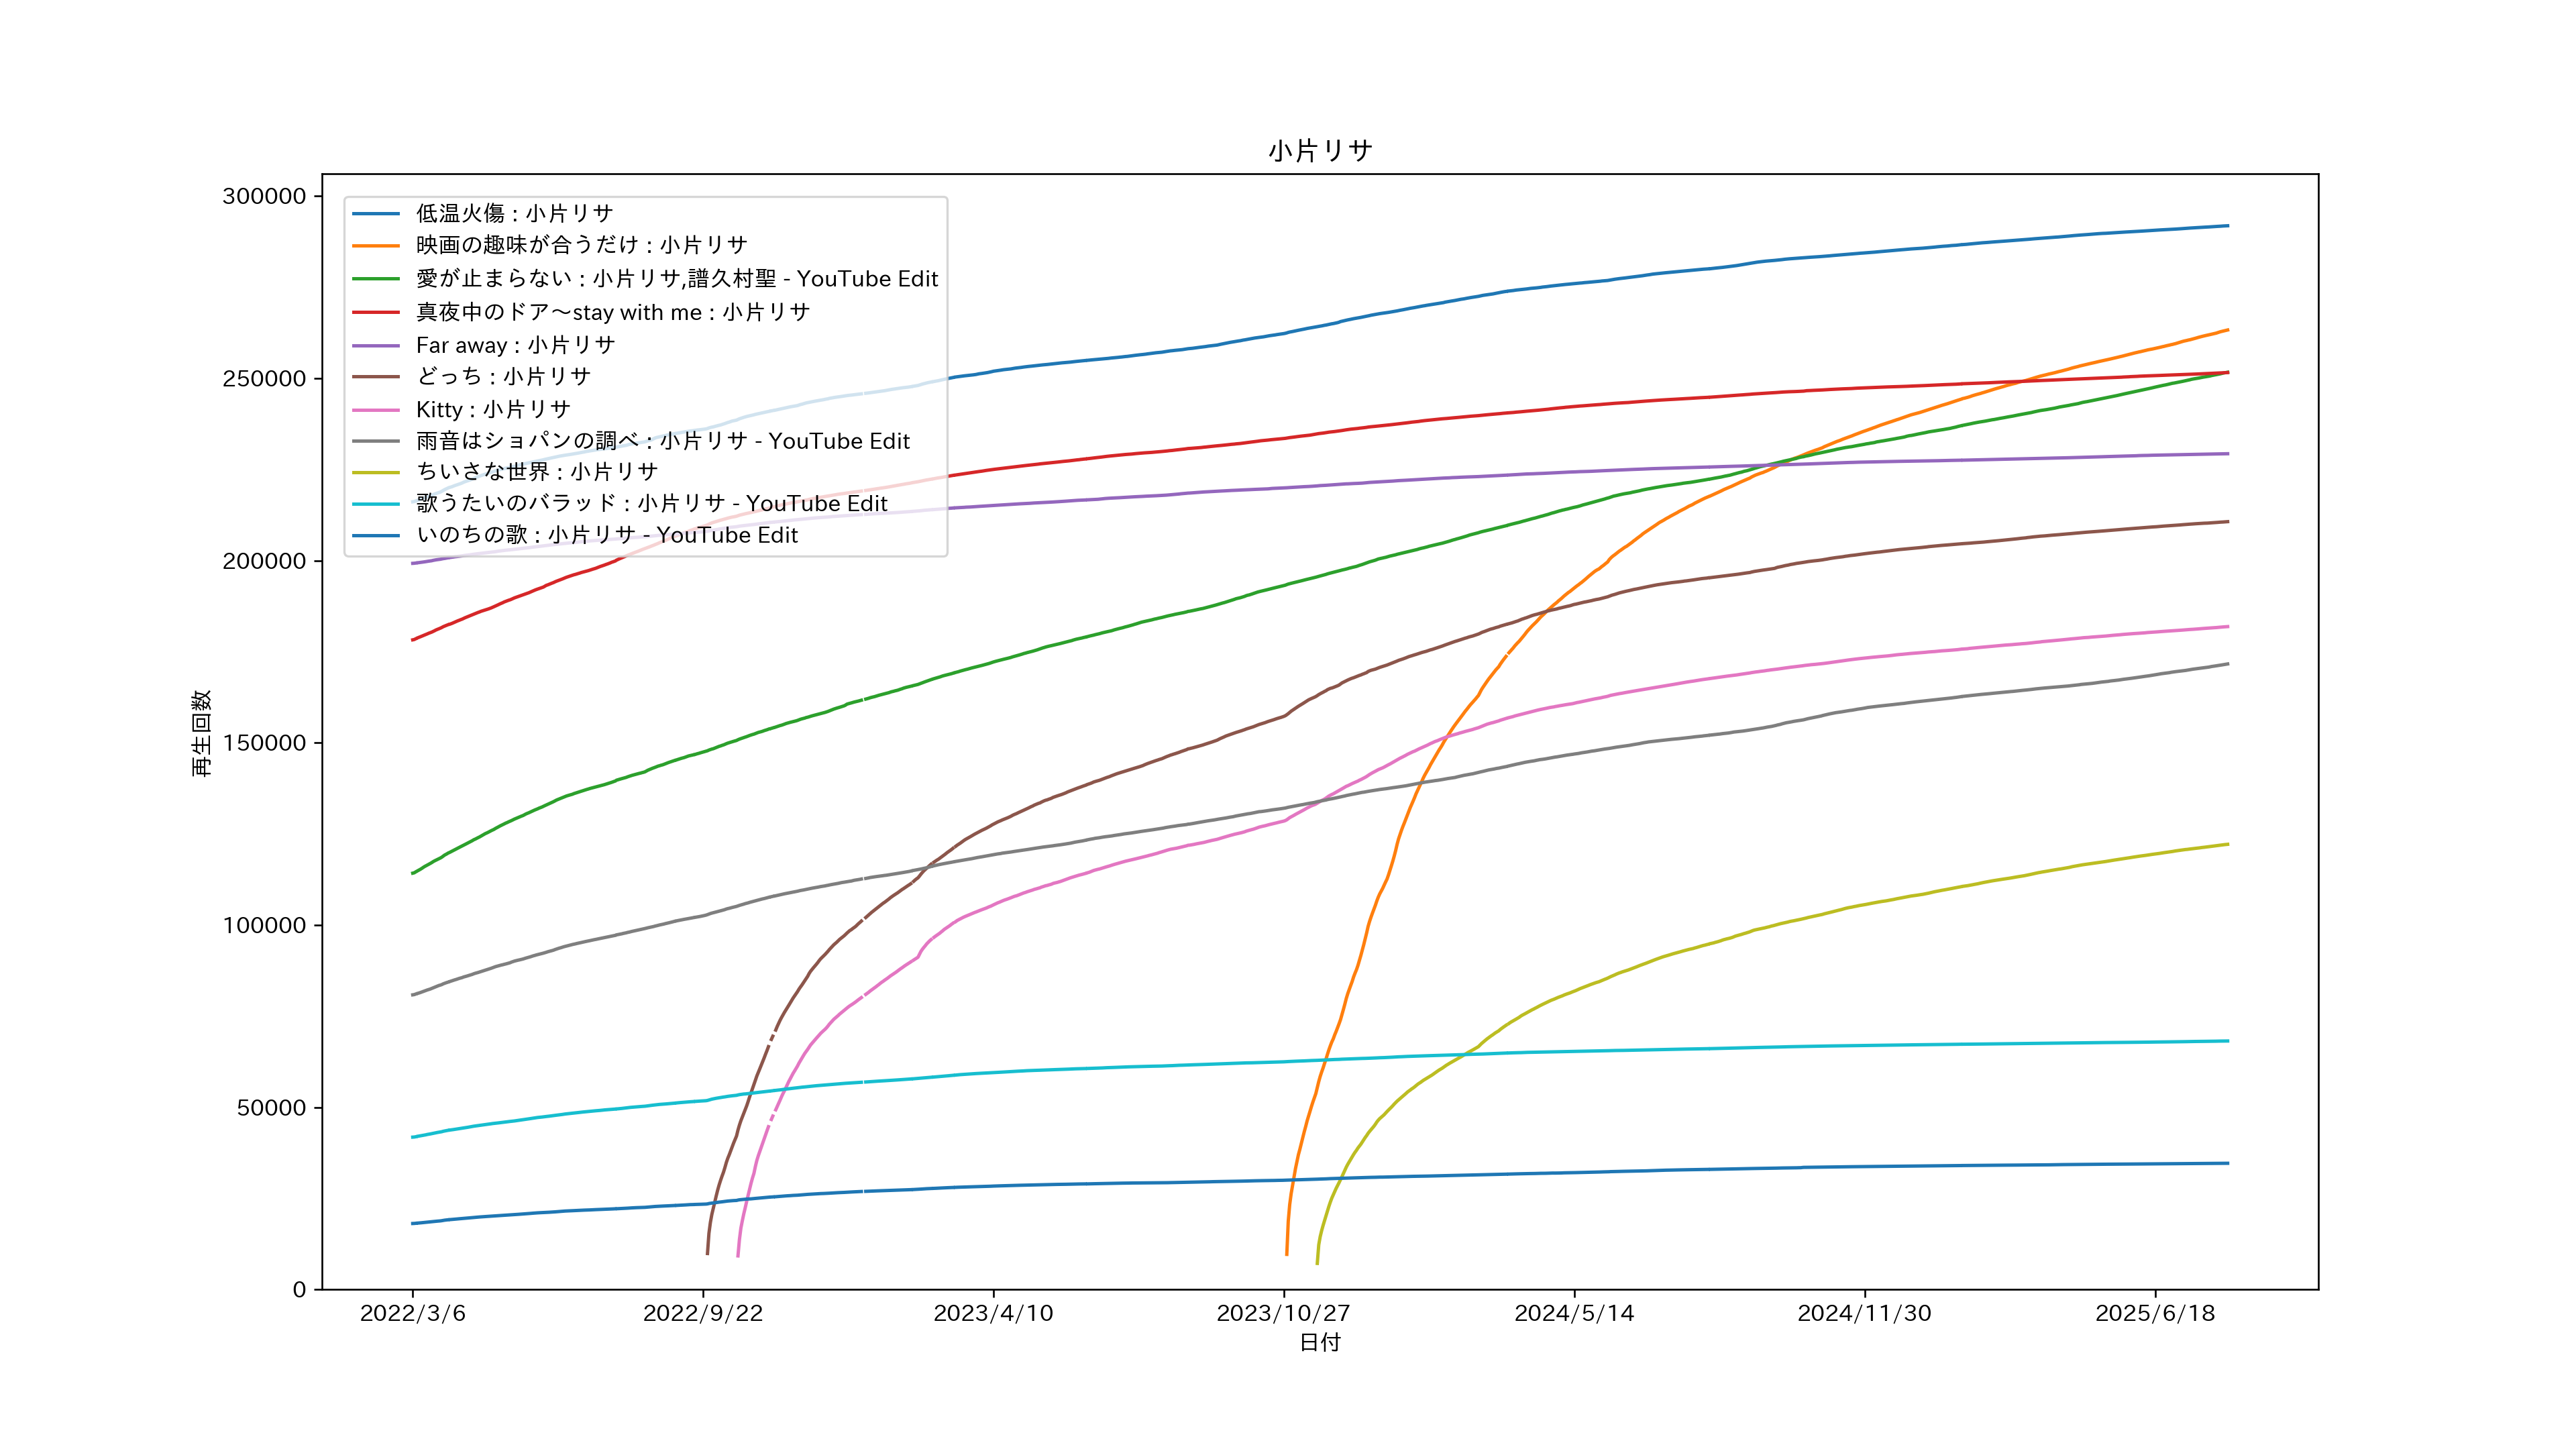 小片リサ
300000
250000
200000
150000
100000
50000
0
再生回数
低温火傷 : 小片リサ
映画の趣味が合うだけ : 小片リサ
愛が止まらない : 小片リサ,譜久村聖 - YouTube Edit
真夜中のドア〜stay with me : 小片リサ
Far away : 小片リサ
どっち : 小片リサ
Kitty : 小片リサ
雨音はショパンの調べ : 小片リサ - YouTube Edit
ちいさな世界 : 小片リサ
歌うたいのバラッド : 小片リサ - YouTube Edit
いのちの歌 : 小片リサ - YouTube Edit
2022/3/6
2022/9/22
2023/4/10
2023/10/27
2024/5/14
2024/11/30
2025/6/18
日付